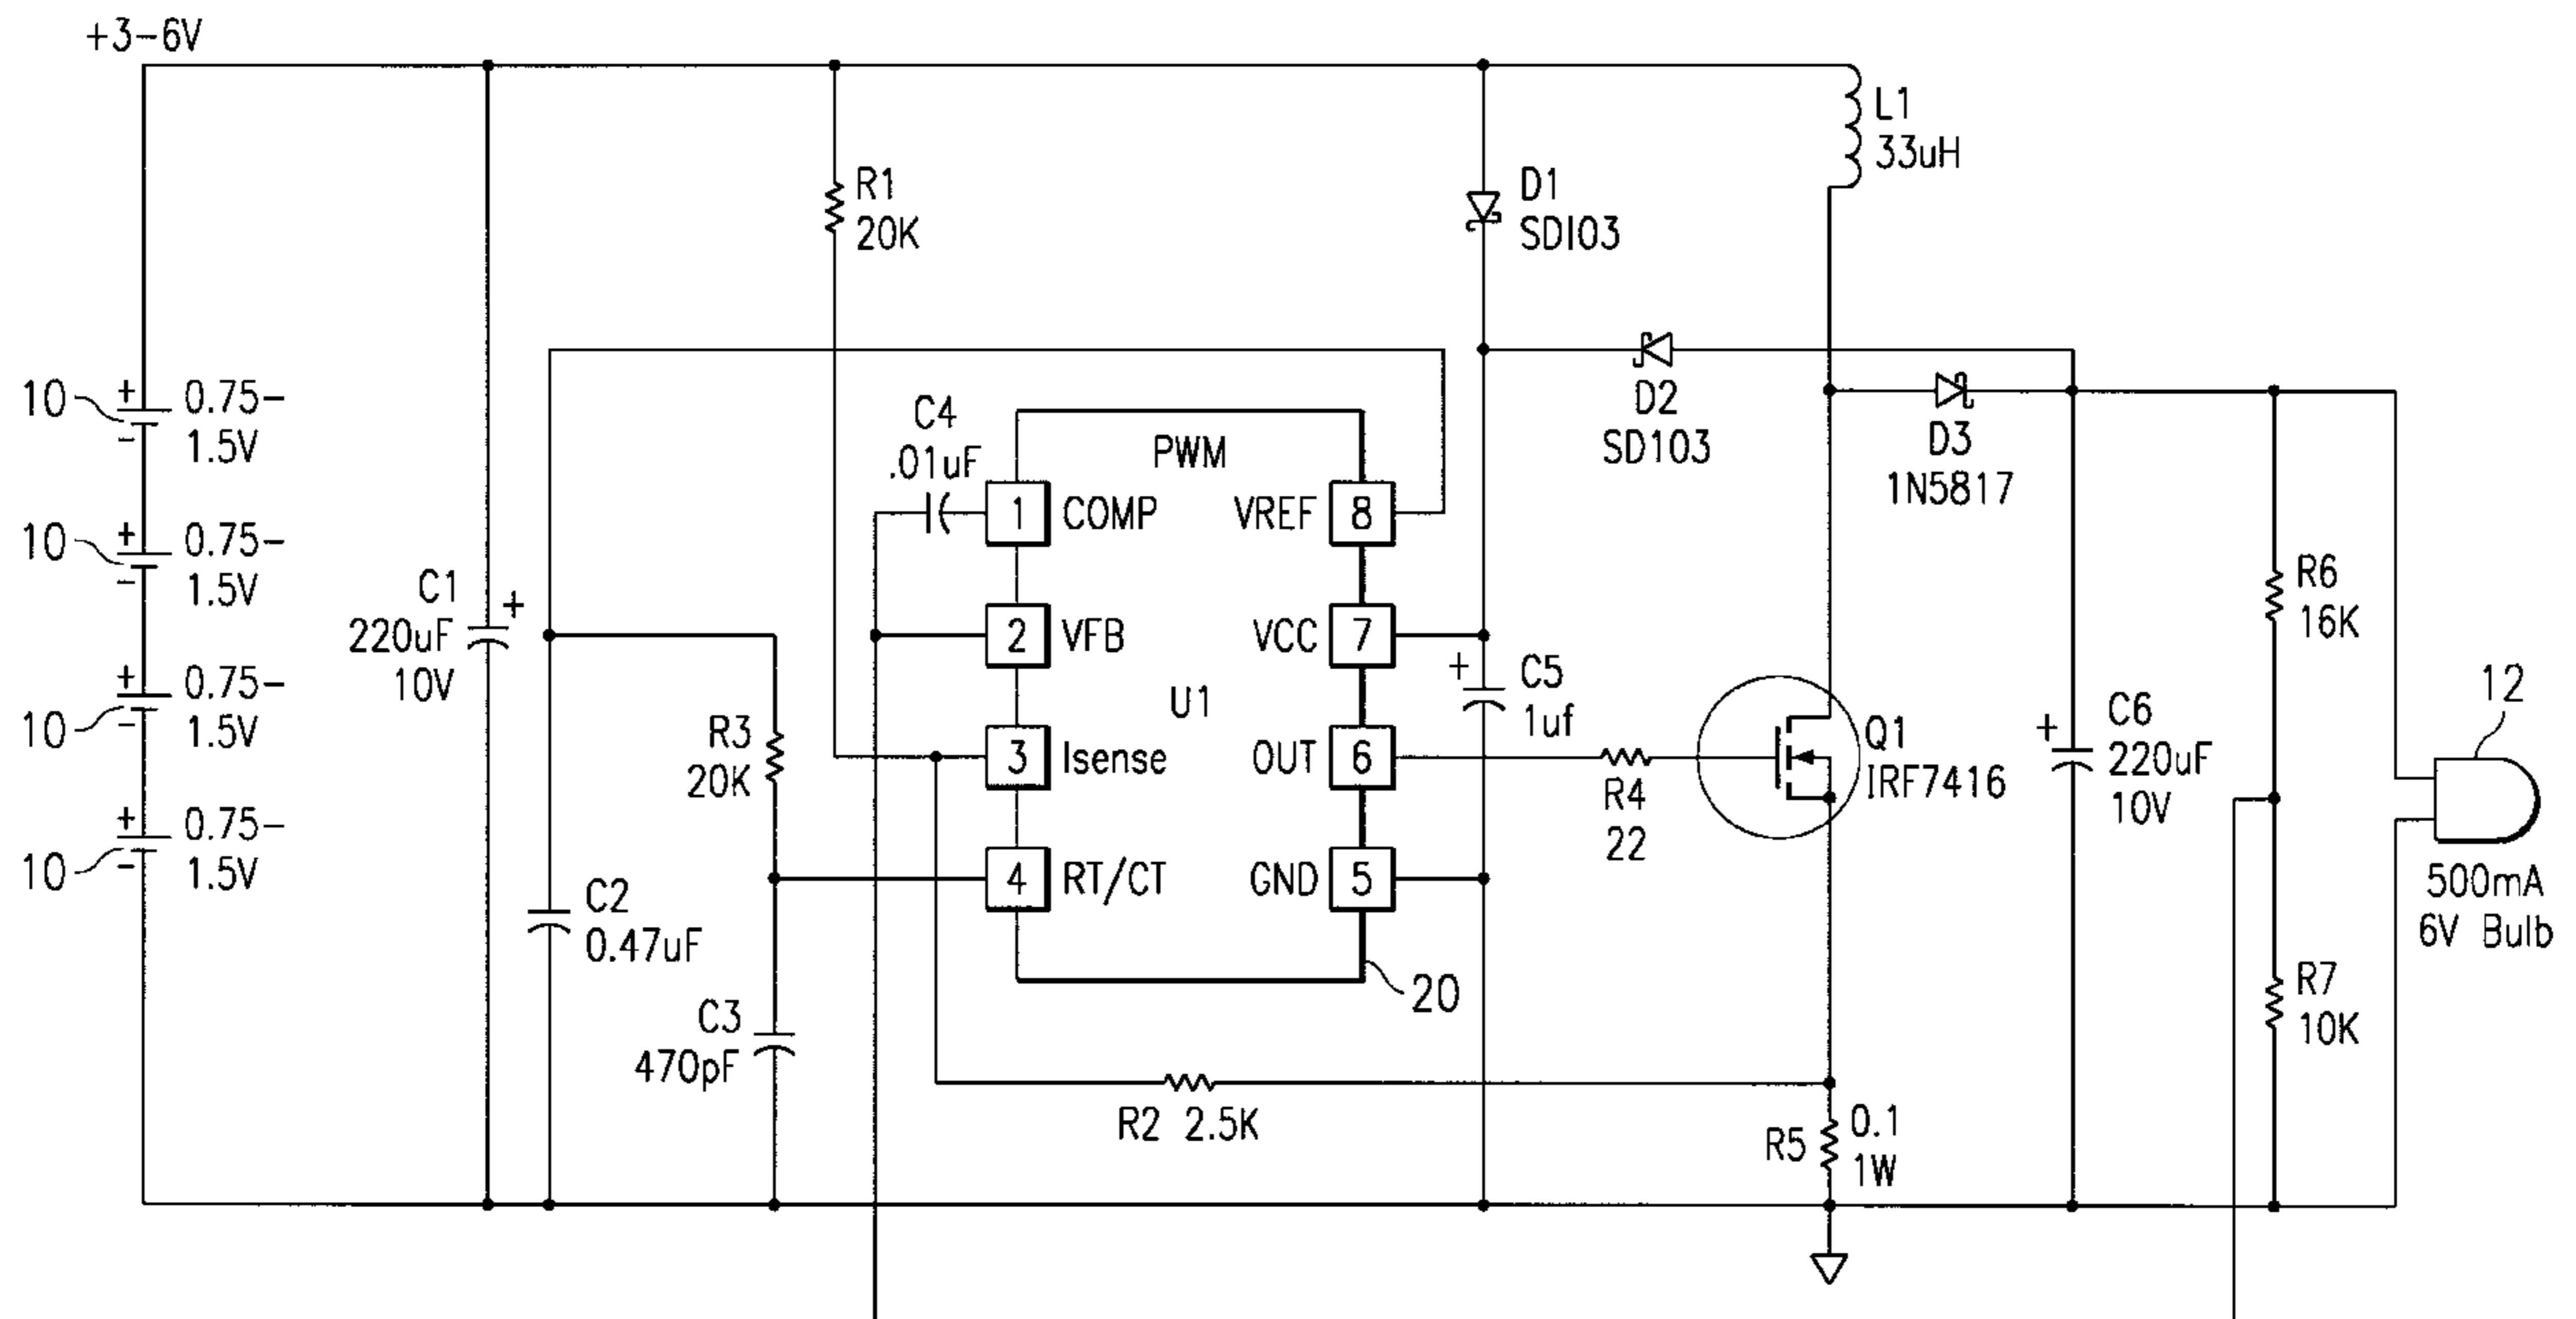 +3-6V
L1
33uH
R1
20K
D1
SDI03
10
+
-
0.75-
1.5V
10
+
-
0.75-
1.5V
10
+
-
0.75-
1.5V
10
+
-
0.75-
1.5V
C1
220uF
10V
+
C4
.01uF
PWM
U1
1
COMP
2
VFB
3
Isense
4
RT/CT
VREF
8
VCC
7
OUT
6
GND
5
20
D2
SD103
D3
1N5817
R3
20K
C2
0.47uF
C3
470pF
+
C5
1uf
R4
22
Q1
IRF7416
+
C6
220uF
10V
R6
16K
R7
10K
12
500mA
6V Bulb
R2 2.5K
R5
0.1
1W